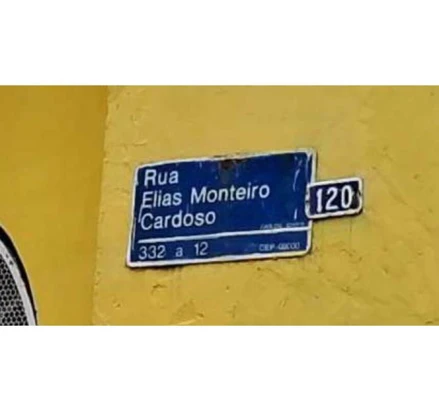 Rua
Elias Monteiro
Cardoso
332 a 12
120